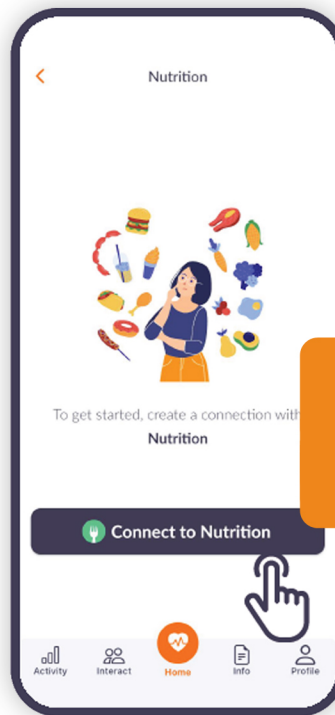 Nutrition
To get started, create a connection with
Nutrition
Connect to Nutrition
Activity Interact Home Info Profile